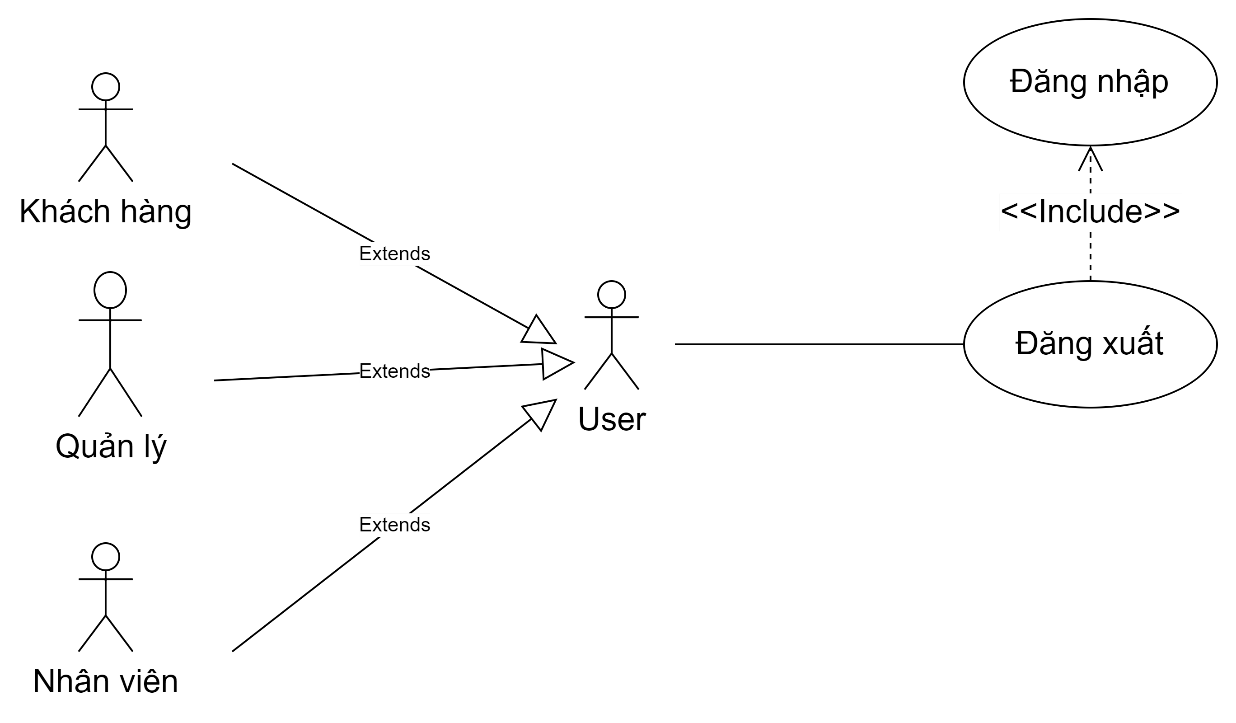 Đăng nhập
Khách hàng
<<Include>>
Extends
Đăng xuất
Extends
User
Quản lý
Extends
Nhân viên